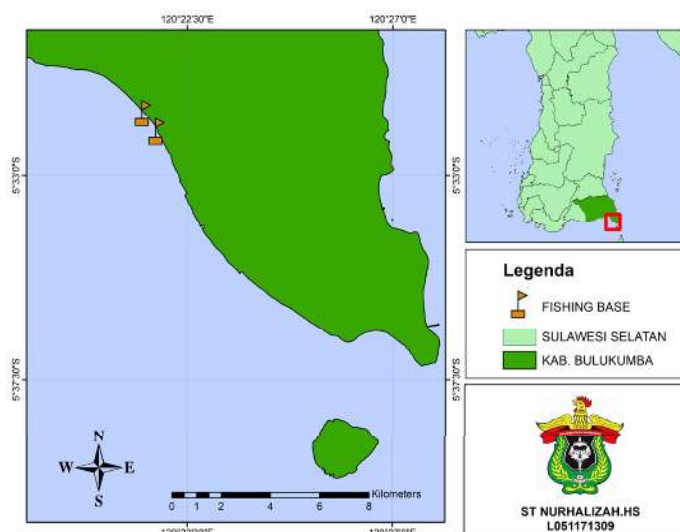 120°22'30"E
120°27'0"E
5°33'0"S
5°33'0"S
5°37'30"S
5°37'30"S
N
W
E
S
0 1 2 4 6 8
Kilometers
Legenda
FISHING BASE
SULAWESI SELATAN
KAB. BULUKUMBA
ST NURHALIZAH.HS
L051171309